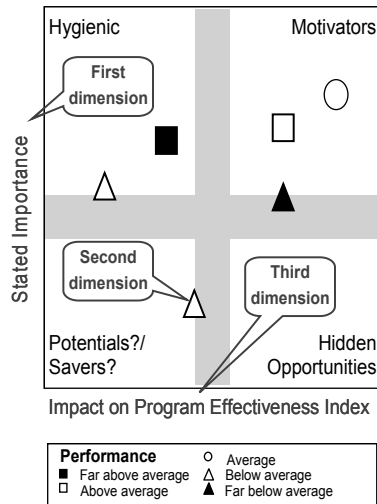 Hygienic
Motivators
First
dimension
Stated Importance
Second
dimension
Third
dimension
Potentials?/
Savers?
Hidden
Opportunities
Impact on Program Effectiveness Index
Performance
Far above average
Above average
Average
Below average
Far below average